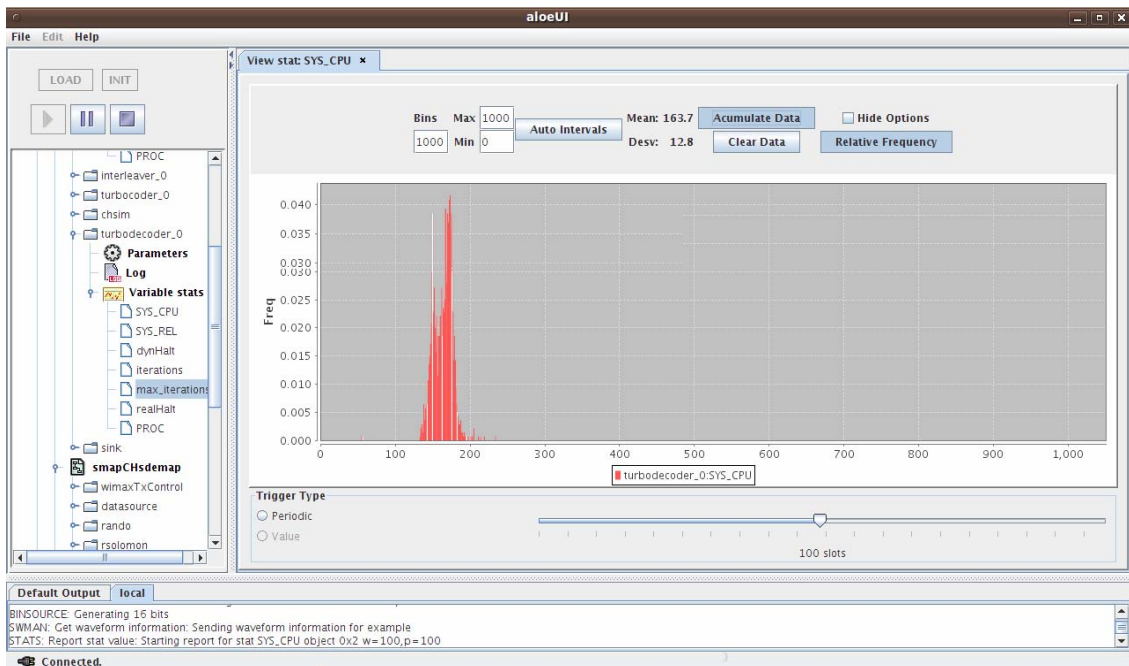 aloeUI
File Edit Help
LOAD INIT
PROC
interleaver_0
turbocoder_0
chsim
turbodecoder_0
Parameters
Log
Variable stats
SYS_CPU
SYS_REL
dynHalt
iterations
max_iterations
realHalt
PROC
sink
smapCHsdemap
wimaxTxControl
datasource
rando
rsolomon
View stat: SYS_CPU ×
Bins Max 1000 Auto Intervals Mean: 163.7 Acumulate Data Hide Options
1000 Min 0 Desv: 12.8 Clear Data Relative Frequency
Freq
0.040
0.035
0.030
0.030
0.025
0.020
0.015
0.010
0.005
0.000
0 100 200 300 400 500 600 700 800 900 1,000
turbodecoder_0:SYS_CPU
Trigger Type
Periodic
Value
100 slots
Default Output local
BINSOURCE: Generating 16 bits
SWMAN: Get waveform information: Sending waveform information for example
STATS: Report stat value: Starting report for stat SYS_CPU object 0x2 w=100,p=100
Connected.